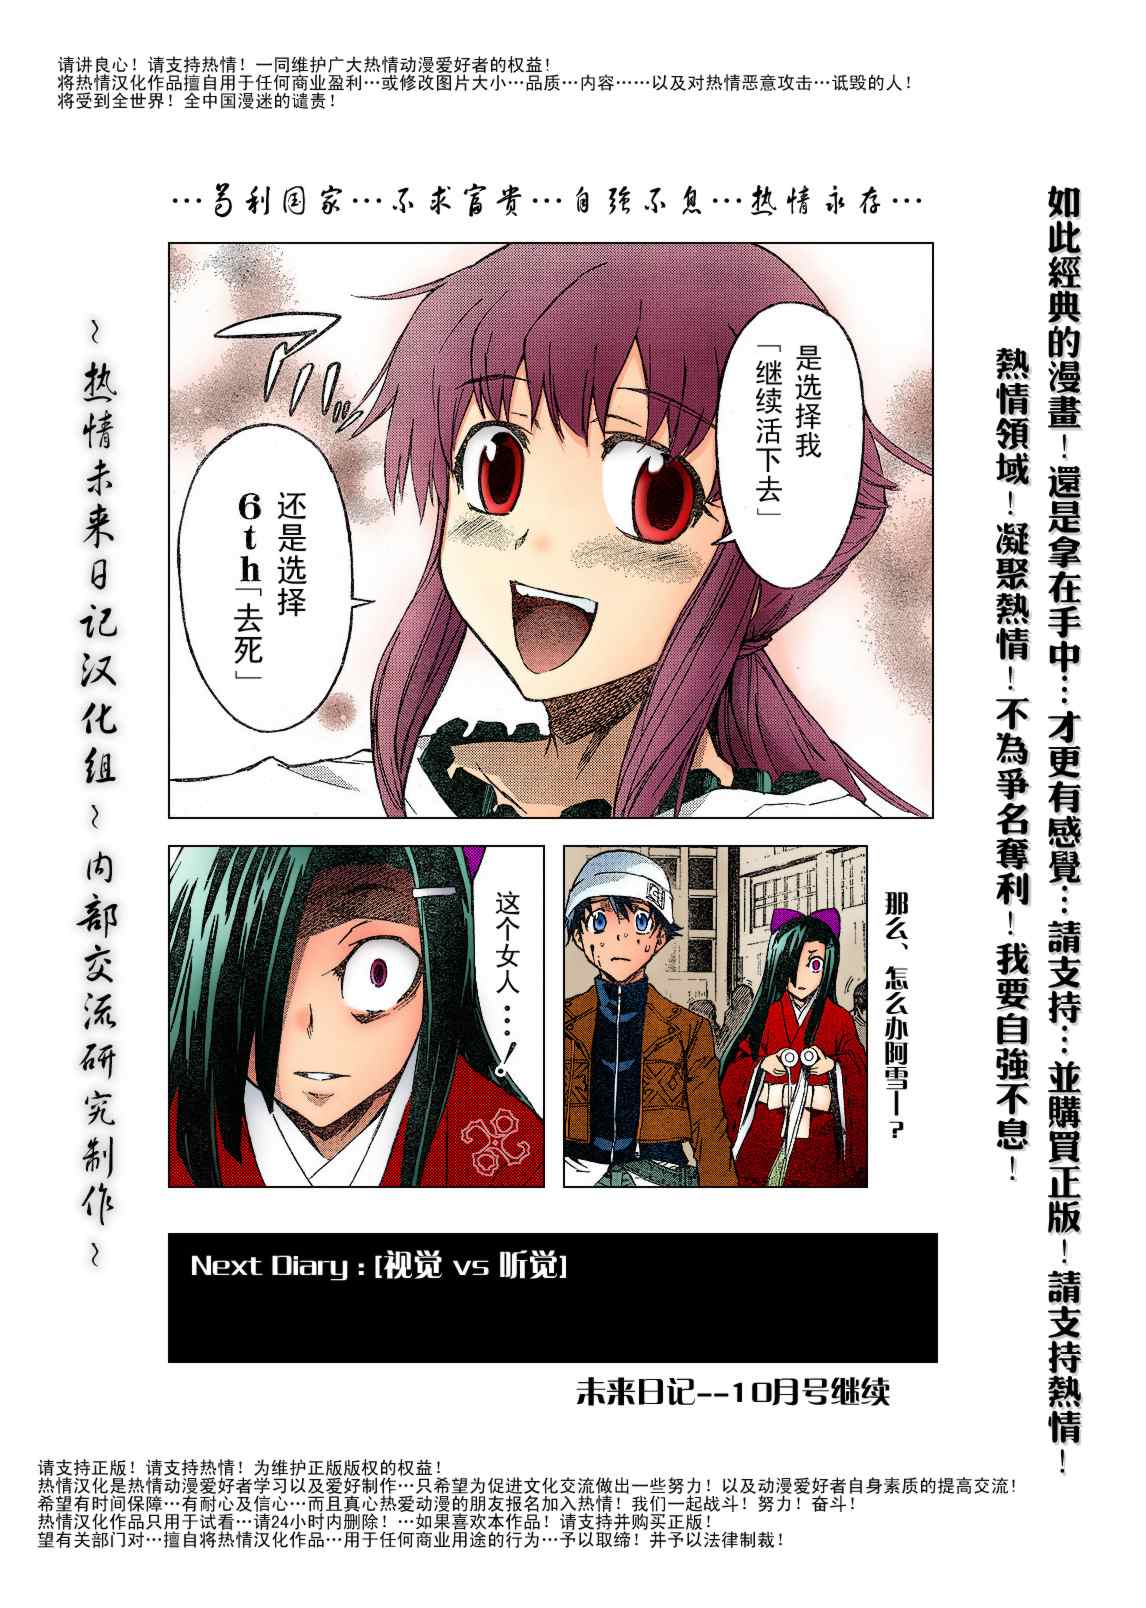 请讲良心！请支持热情！一同维护广大热情动漫爱好者的权益！
将热情汉化作品擅自用于任何商业盈利…或修改图片大小…品质…内容……以及对热情恶意攻击…诋毁的人！
将受到全世界！全中国漫迷的谴责！
…苟利国家…不求富贵…自强不息…热情永存…
如此經典的漫畫！還是拿在手中…才更有感覺…請支持…並購買正版！請支持熱情！
熱情領域！凝聚熱情！不為爭名奪利！我要自強不息！
～热情未来日记汉化组～内部交流研究制作～
是选择我
「继续活下去」
还是选择
6th「去死」
那么、怎么办阿雪—？
这个女人……！
Next Diary : [视觉 vs 听觉]
未来日记--10月号继续
请支持正版！请支持热情！为维护正版版权的权益！
热情汉化是热情动漫爱好者学习以及爱好制作…只希望为促进文化交流做出一些努力！以及动漫爱好者自身素质的提高交流！
希望有时间保障…有耐心及信心…而且真心热爱动漫的朋友报名加入热情！我们一起战斗！努力！奋斗！
热情汉化作品只用于试看…请24小时内删除！…如果喜欢本作品！请支持并购买正版！
望有关部门对…擅自将热情汉化作品…用于任何商业用途的行为…予以取缔！并予以法律制裁！